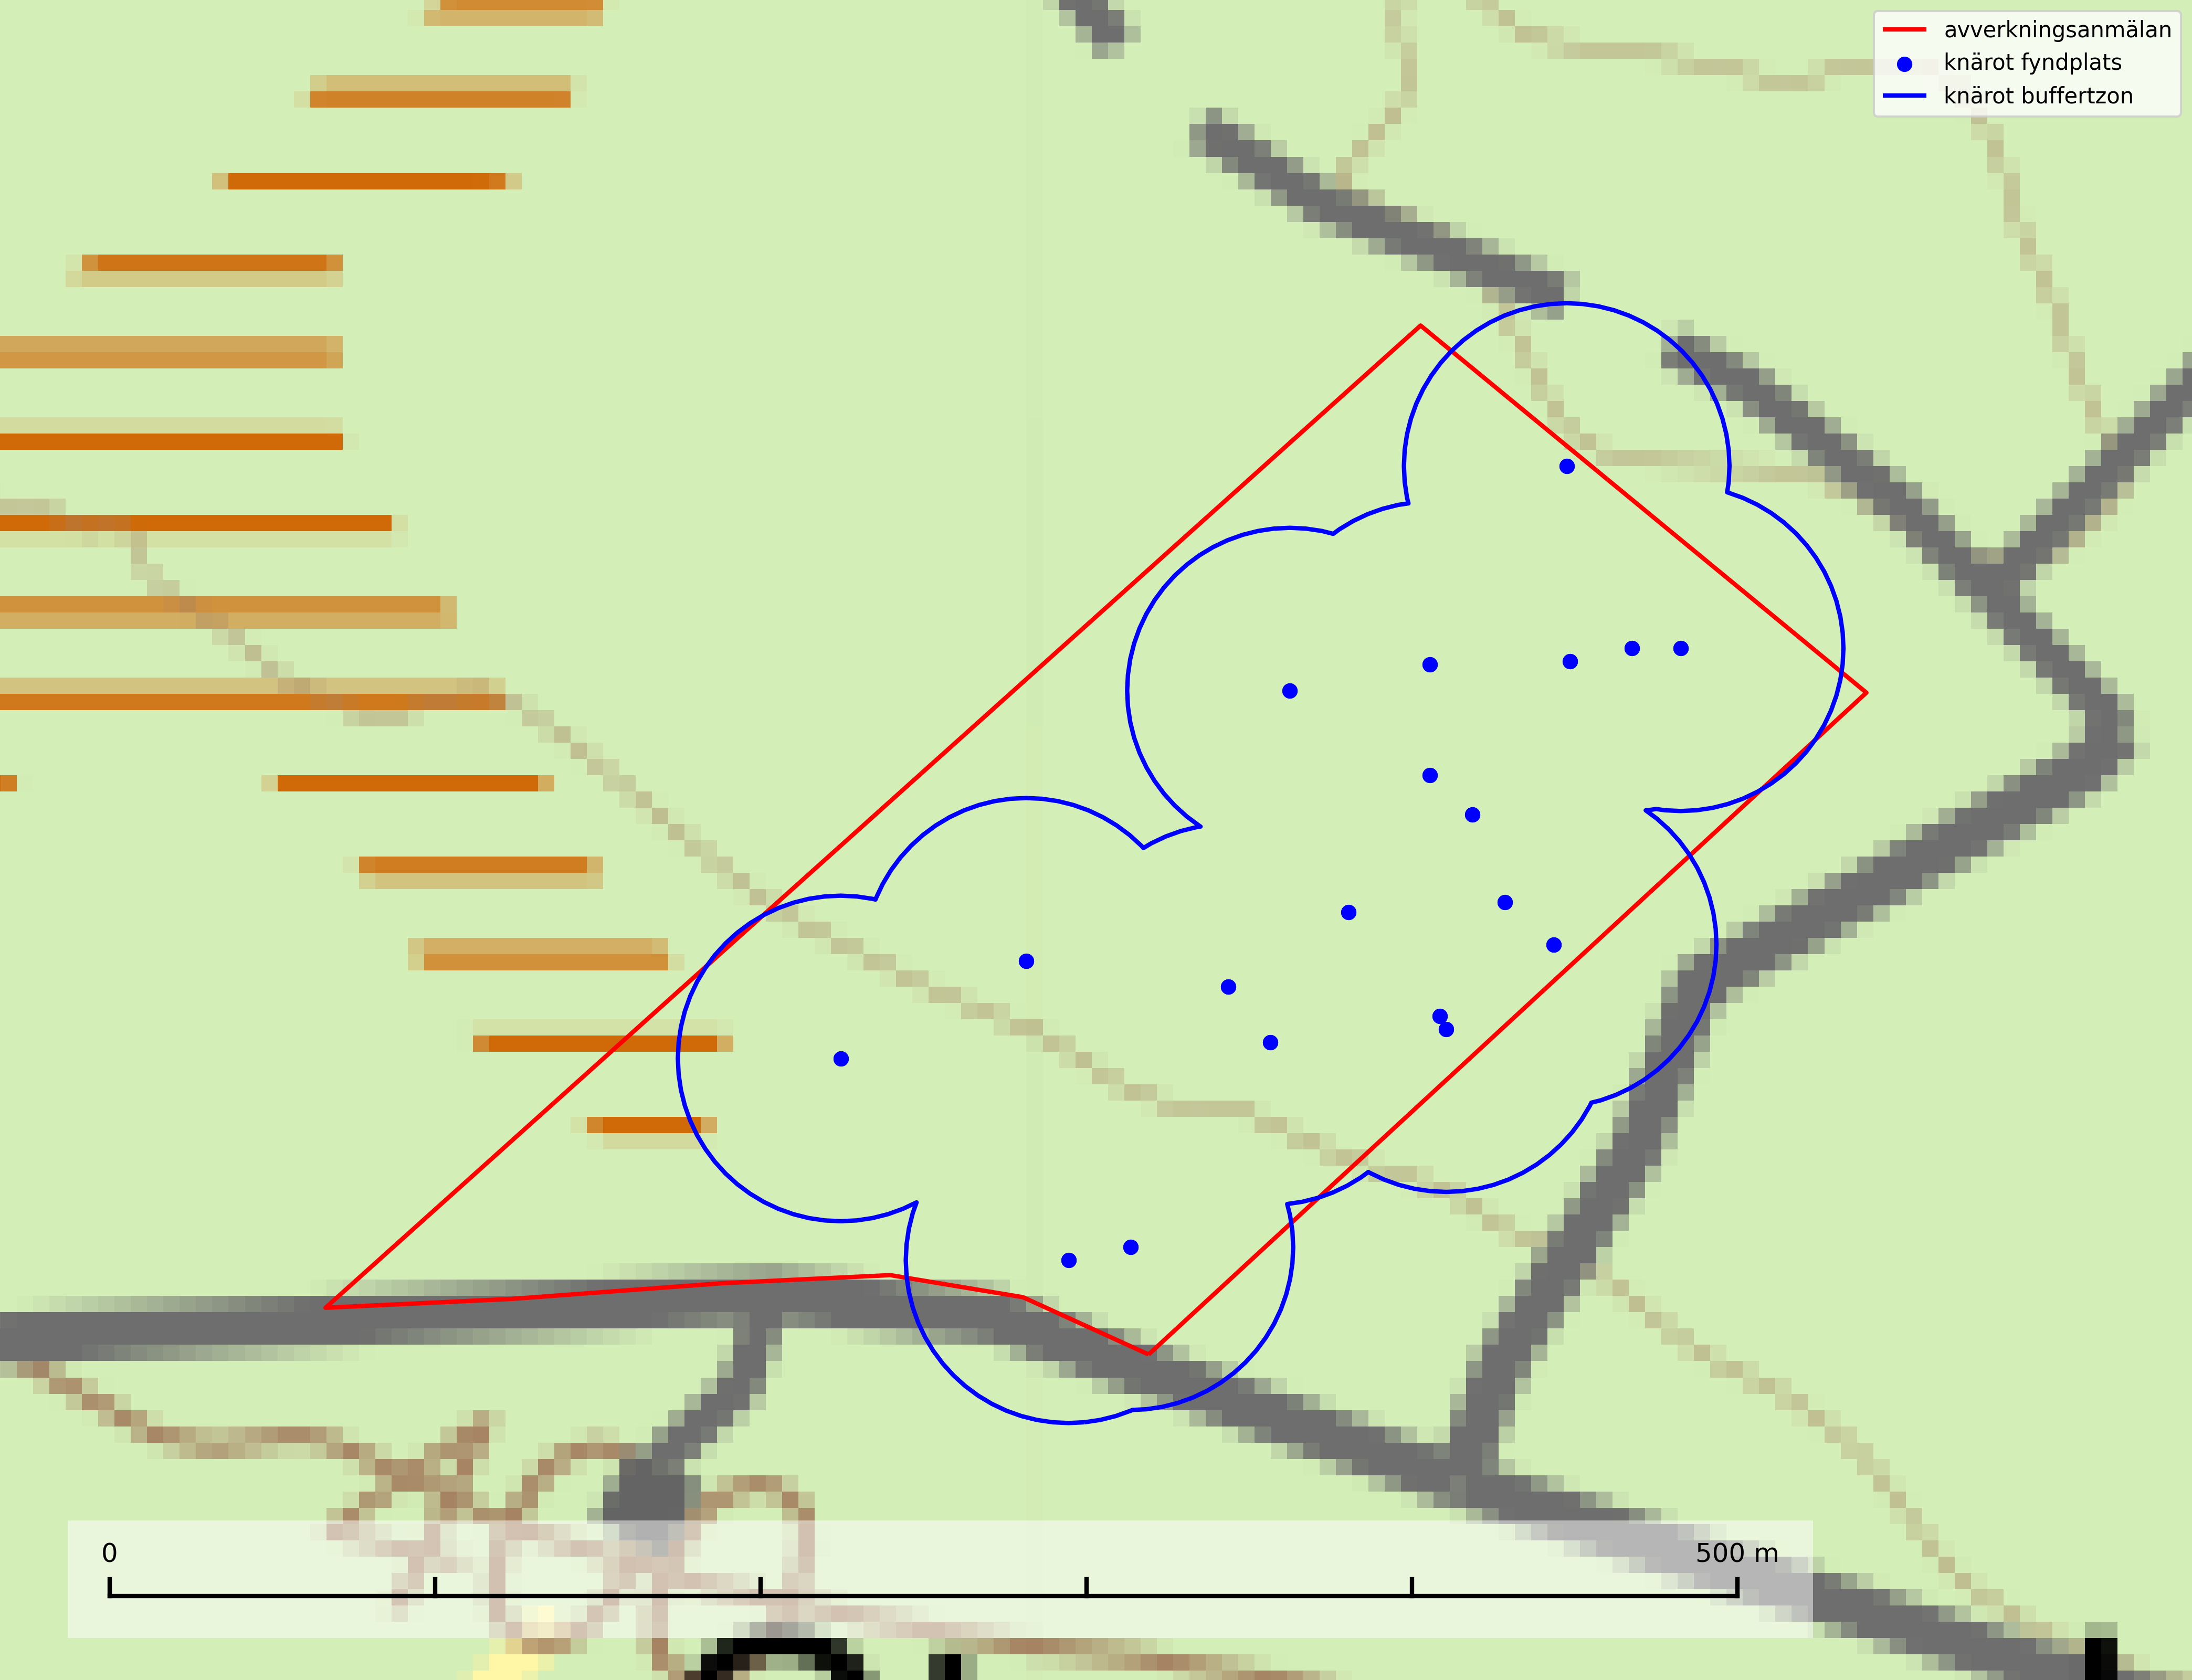 avverkningsanmälan
knärot fyndplats
knärot buffertzon
0 500 m